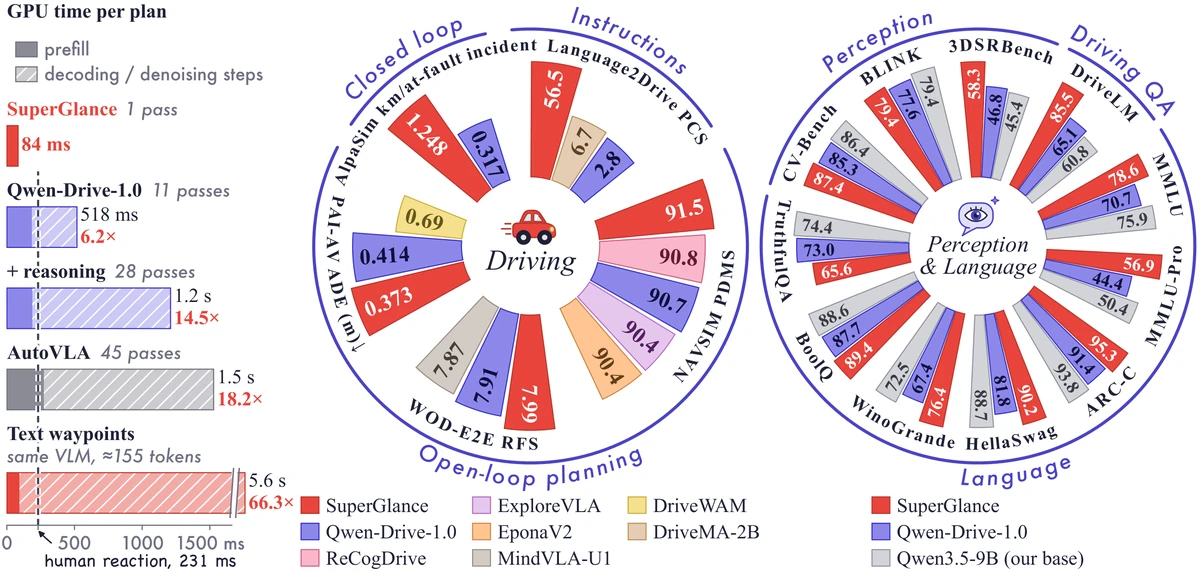 GPU time per plan
prefill
decoding / denoising steps
SuperGlance 1 pass
84 ms
Qwen-Drive-1.0 11 passes
518 ms
6.2×
+ reasoning 28 passes
1.2 s
14.5×
AutoVLA 45 passes
1.5 s
18.2×
Text waypoints
same VLM, ≈155 tokens
5.6 s
66.3×
0 500 1000 1500 ms
human reaction, 231 ms
Closed loop
Instructions
Open-loop planning
AlpaSim km/at-fault incident
1.248
0.317
Language2Drive PCS
56.5
6.7
2.8
NAVSIM PDMS
91.5
90.8
90.7
90.4
90.4
WOD-E2E RFS
7.99
7.91
7.87
PAI-AV ADE (m)↓
0.373
0.414
0.69
Driving
SuperGlance
Qwen-Drive-1.0
ReCogDrive
ExploreVLA
EponaV2
MindVLA-U1
DriveWAM
DriveMA-2B
Perception
Driving QA
Language
CV-Bench
87.4
85.3
86.4
BLINK
79.4
77.6
79.4
3DSRBench
58.3
46.8
45.4
DriveLM
85.5
65.1
60.8
MMLU
78.6
70.7
75.9
MMLU-Pro
56.9
44.4
50.4
ARC-C
95.3
91.4
93.8
HellaSwag
90.2
81.8
88.7
WinoGrande
76.4
67.4
72.5
BoolQ
89.4
87.7
88.6
TruthfulQA
65.6
73.0
74.4
Perception
& Language
SuperGlance
Qwen-Drive-1.0
Qwen3.5-9B (our base)